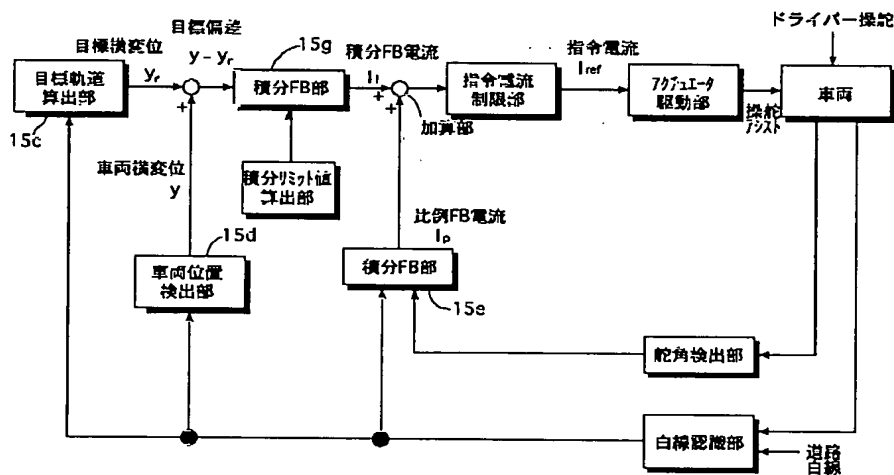 ドライバー操舵
目標偏差
y - yr
目標横変位
yr
15g
積分FB電流
II
指令電流
Iref
目標軌道
算出部
15c
積分FB部
指令電流
制限部
アクチュエータ
駆動部
車両
+
+
+
加算部
操舵
アシスト
車両横変位
y
積分リミット値
算出部
比例FB電流
Ip
15d
車両位置
検出部
積分FB部
15e
舵角検出部
白線認識部
道路
白線